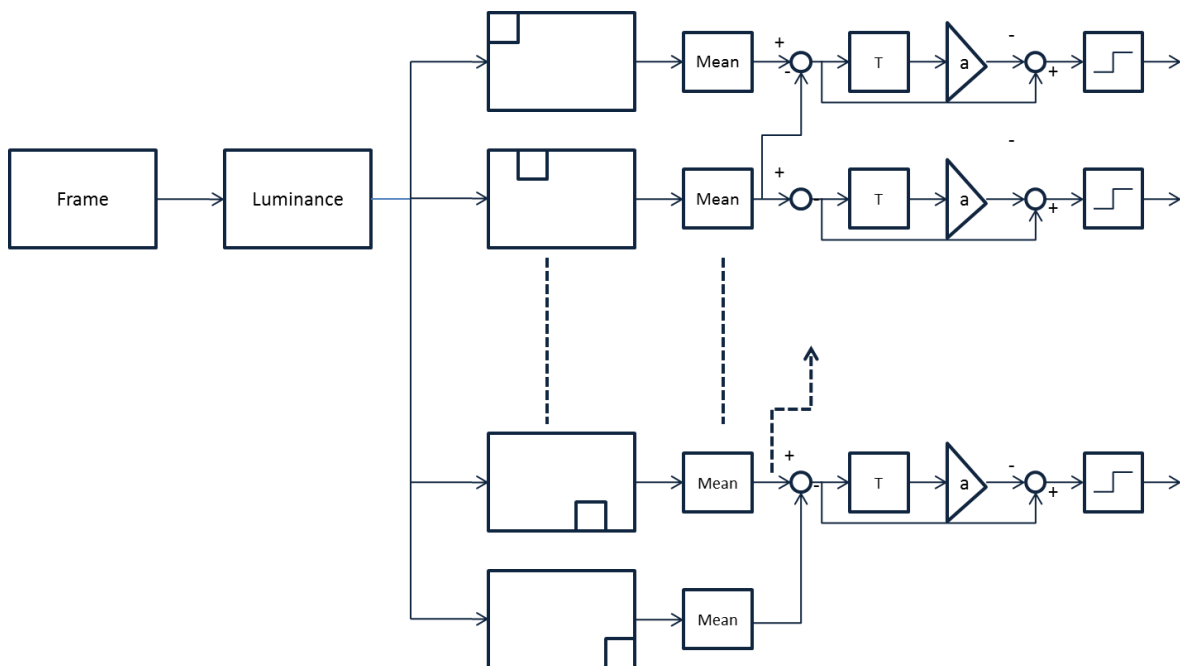 Mean + - T a - +
Frame Luminance Mean + - T a - +
Mean + - T a - +
Mean